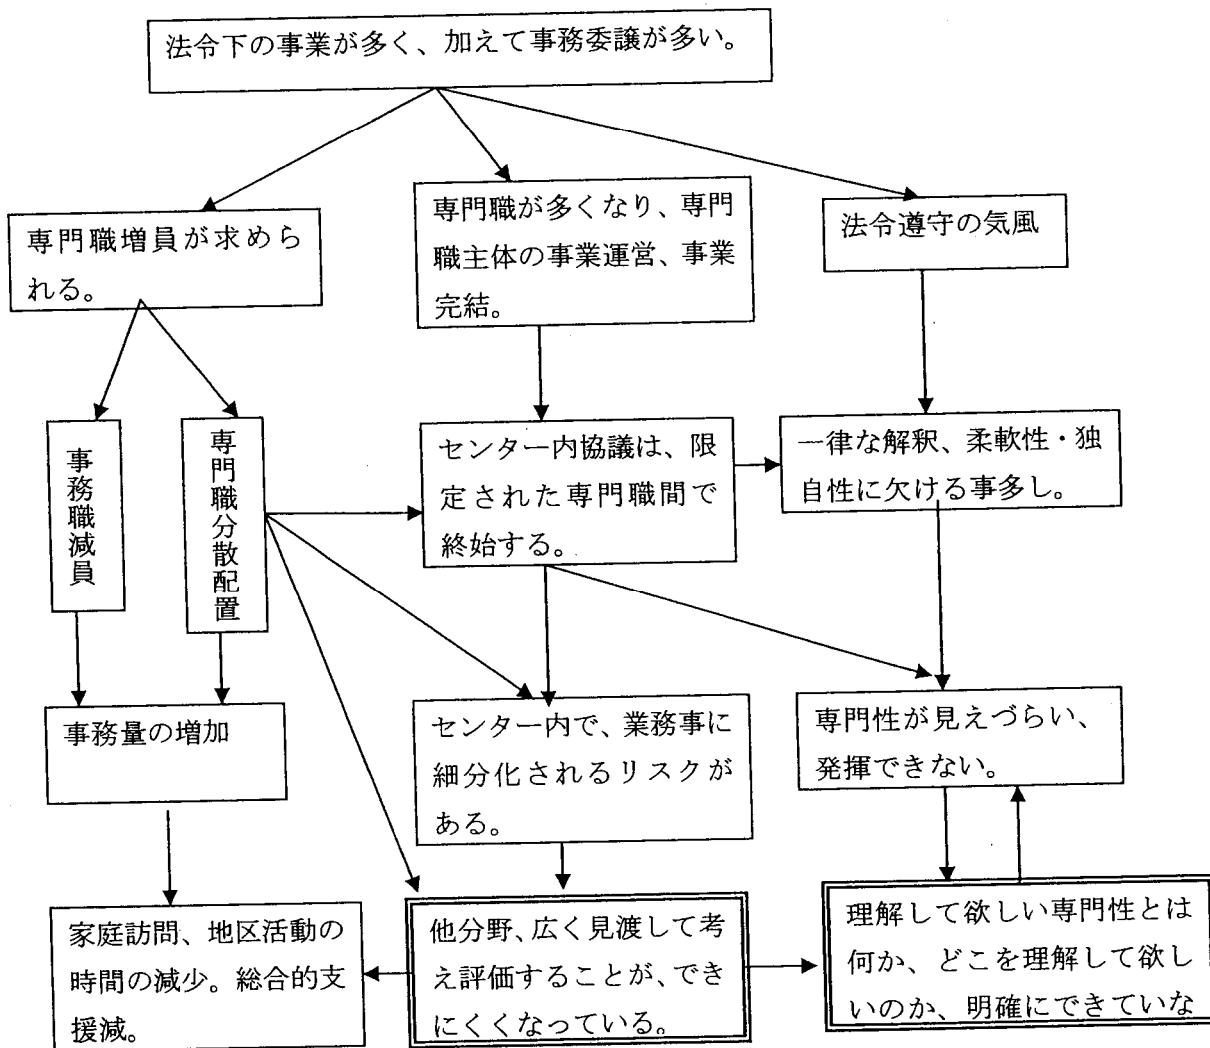 法令下の事業が多く、加えて事務委譲が多い。
専門職増員が求めら
れる。
専門職が多くなり、専門
職主体の事業運営、事業
完結。
法令遵守の気風
事務職減員
専門職分散配置
センター内協議は、限
定された専門職間で
終始する。
一律な解釈、柔軟性・独
自性に欠ける事多し。
事務量の増加
センター内で、業務事に
細分化されるリスクが
ある。
専門性が見えづらい、
発揮できない。
家庭訪問、地区活動の
時間の減少。総合的支
援減。
他分野、広く見渡して考
え評価することが、でき
にくくなっている。
理解して欲しい専門性とは
何か、どこを理解して欲し
いのか、明確にできていな